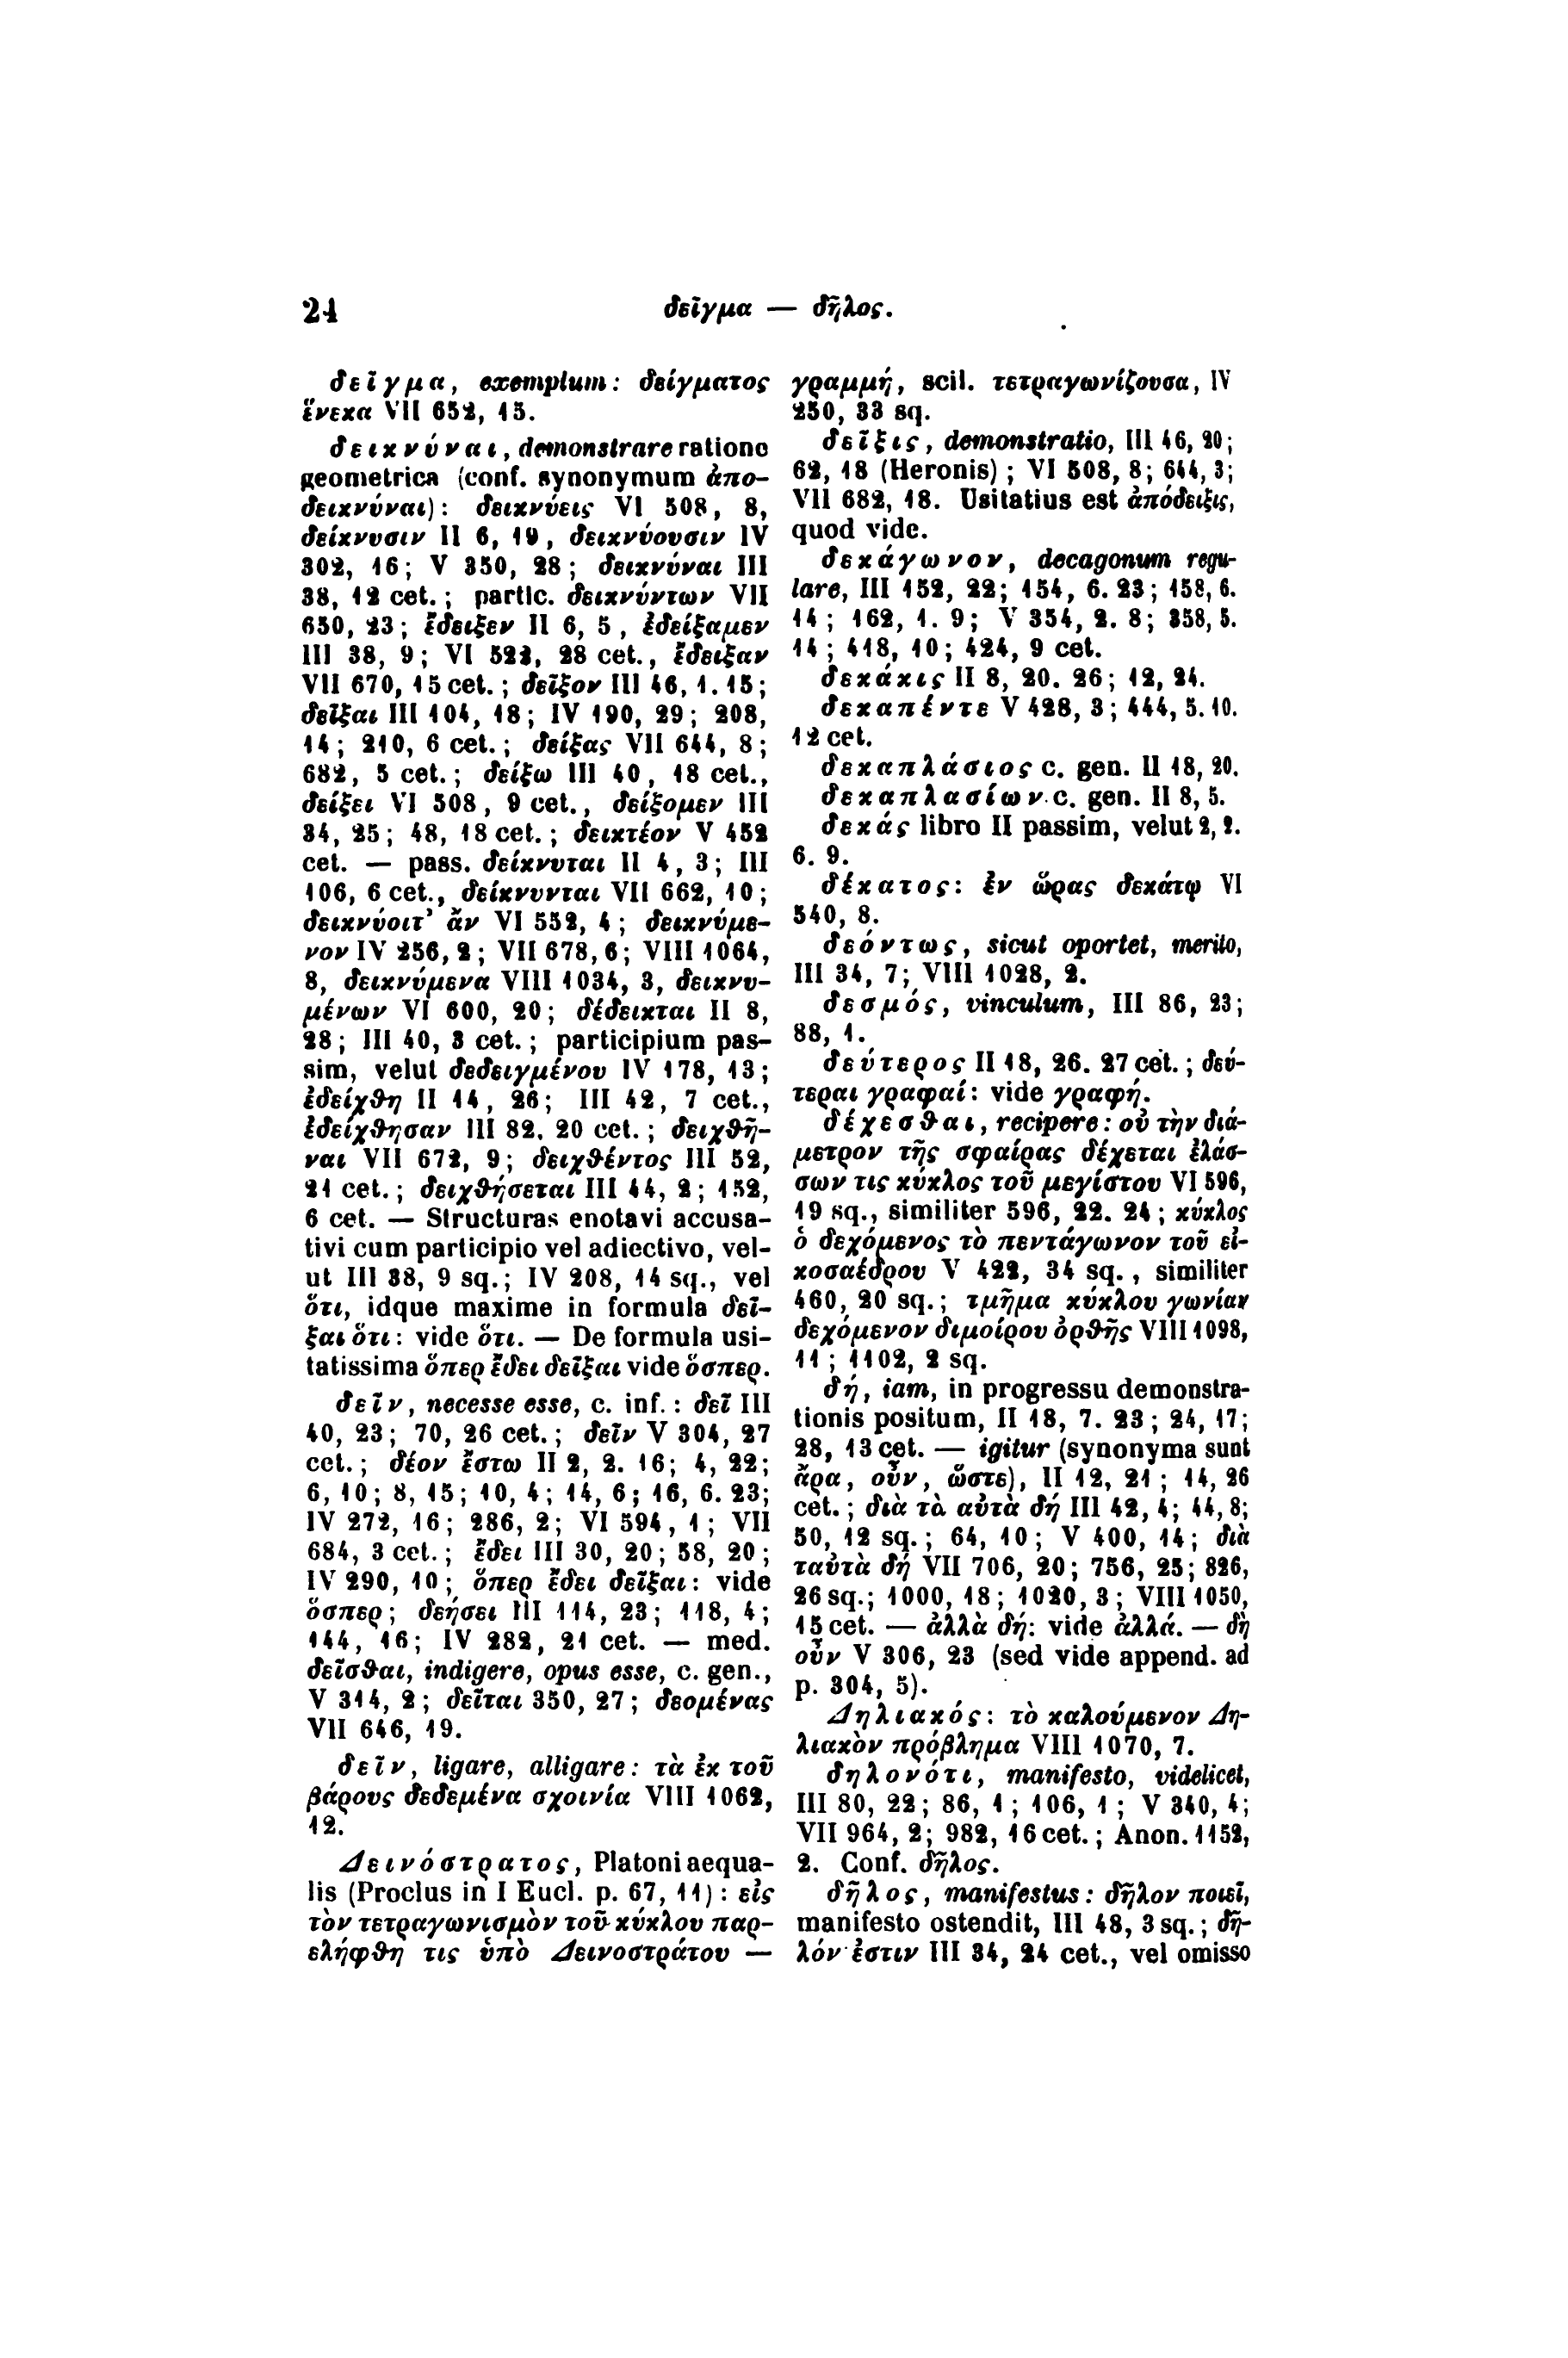 24
δεῖγμα — δῆλος.
δεῖγμα, exemplum: δείγματος
ἕνεκα VII 652, 15.
δεικνύναι, demonstrare ratione
geometrica (conf. synonymum ἀπο-
δεικνύναι): δεικνύεις VI 508, 8,
δείκνυσιν II 6, 19, δεικνύουσιν IV
302, 16; V 350, 28; δεικνύναι III
38, 12 cet.; partic. δεικνύντων VII
650, 23; ἔδειξεν II 6, 5, ἐδείξαμεν
III 38, 9; VI 522, 28 cet., ἔδειξαν
VII 670, 15 cet.; δεῖξον III 46, 1. 15;
δεῖξαι III 104, 18; IV 190, 29; 208,
14; 210, 6 cet.; δείξας VII 644, 8;
682, 5 cet.; δείξω III 40, 18 cet.,
δείξει VI 508, 9 cet., δείξομεν III
34, 25; 48, 18 cet.; δεικτέον V 452
cet. — pass. δείκνυται II 4, 3; III
106, 6 cet., δείκνυνται VII 662, 10;
δεικνύοιτ' ἂν VI 552, 4; δεικνύμε-
νον IV 256, 2; VII 678, 6; VIII 1064,
8, δεικνύμενα VIII 1034, 3, δεικνυ-
μένων VI 600, 20; δέδεικται II 8,
28; III 40, 3 cet.; participium pas-
sim, velut δεδειγμένου IV 178, 13;
ἐδείχθη II 14, 26; III 42, 7 cet.,
ἐδείχθησαν III 82, 20 cet.; δειχθῆ-
ναι VII 672, 9; δειχθέντος III 52,
21 cet.; δειχθήσεται III 44, 2; 152,
6 cet. — Structuras enotavi accusa-
tivi cum participio vel adiectivo, vel-
ut III 38, 9 sq.; IV 208, 14 sq., vel
ὅτι, idque maxime in formula δεῖ-
ξαι ὅτι: vide ὅτι. — De formula usi-
tatissima ὅπερ ἔδει δεῖξαι vide ὅσπερ.
δεῖν, necesse esse, c. inf.: δεῖ III
40, 23; 70, 26 cet.; δεῖν V 304, 27
cet.; δέον ἔστω II 2, 2. 16; 4, 22;
6, 10; 8, 15; 10, 4; 14, 6; 16, 6. 23;
IV 272, 16; 286, 2; VI 594, 1; VII
684, 3 cet.; ἔδει III 30, 20; 58, 20;
IV 290, 10; ὅπερ ἔδει δεῖξαι: vide
ὅσπερ; δεήσει III 114, 23; 118, 4;
144, 16; IV 282, 21 cet. — med.
δεῖσθαι, indigere, opus esse, c. gen.,
V 314, 2; δεῖται 350, 27; δεομένας
VII 646, 19.
δεῖν, ligare, alligare: τὰ ἐκ τοῦ
βάρους δεδεμένα σχοινία VIII 1062,
12.
Δεινόστρατος, Platoni aequa-
lis (Proclus in I Eucl. p. 67, 11): εἰς
τὸν τετραγωνισμὸν τοῦ κύκλου παρ-
ελήφθη τις ὑπὸ Δεινοστράτου —
γραμμή, scil. τετραγωνίζουσα, IV
250, 33 sq.
δεῖξις, demonstratio, III 46, 20;
62, 18 (Heronis); VI 508, 8; 644, 3;
VII 682, 18. Usitatius est ἀπόδειξις,
quod vide.
δεκάγωνον, decagonum regu-
lare, III 152, 22; 154, 6. 23; 158, 6.
14; 162, 1. 9; V 354, 2. 8; 358, 5.
14; 418, 10; 424, 9 cet.
δεκάκις II 8, 20. 26; 12, 24.
δεκαπέντε V 428, 3; 444, 5. 10.
12 cet.
δεκαπλάσιος c. gen. II 18, 20.
δεκαπλασίων c. gen. II 8, 5.
δεκάς libro II passim, velut 2, 2.
6. 9.
δέκατος: ἐν ὥρας δεκάτῳ VI
540, 8.
δεόντως, sicut oportet, merito,
III 34, 7; VIII 1028, 2.
δεσμός, vinculum, III 86, 23;
88, 1.
δεύτερος II 18, 26. 27 cet.; δεύ-
τεραι γραφαί: vide γραφή.
δέχεσθαι, recipere: οὐ τὴν διά-
μετρον τῆς σφαίρας δέχεται ἐλάσ-
σων τις κύκλος τοῦ μεγίστου VI 596,
19 sq., similiter 596, 22. 24; κύκλος
ὁ δεχόμενος τὸ πεντάγωνον τοῦ εἰ-
κοσαέδρου V 422, 34 sq., similiter
460, 20 sq.; τμῆμα κύκλου γωνίαν
δεχόμενον διμοίρου ὀρθῆς VIII 1098,
11; 1102, 2 sq.
δή, iam, in progressu demonstra-
tionis positum, II 18, 7. 23; 24, 17;
28, 13 cet. — igitur (synonyma sunt
ἄρα, οὖν, ὥστε), II 12, 21; 14, 26
cet.; διὰ τὰ αὐτὰ δή III 42, 4; 44, 8;
50, 12 sq.; 64, 10; V 400, 14; διὰ
ταὐτὰ δή VII 706, 20; 756, 25; 826,
26 sq.; 1000, 18; 1020, 3; VIII 1050,
15 cet. — ἀλλὰ δή: vide ἀλλά. — δὴ
οὖν V 306, 23 (sed vide append. ad
p. 304, 5).
Δηλιακός: τὸ καλούμενον Δη-
λιακὸν πρόβλημα VIII 1070, 7.
δηλονότι, manifesto, videlicet,
III 80, 22; 86, 1; 106, 1; V 340, 4;
VII 964, 2; 982, 16 cet.; Anon. 1152,
2. Conf. δῆλος.
δῆλος, manifestus: δῆλον ποιεῖ,
manifesto ostendit, III 48, 3 sq.; δῆ-
λόν ἐστιν III 34, 24 cet., vel omisso